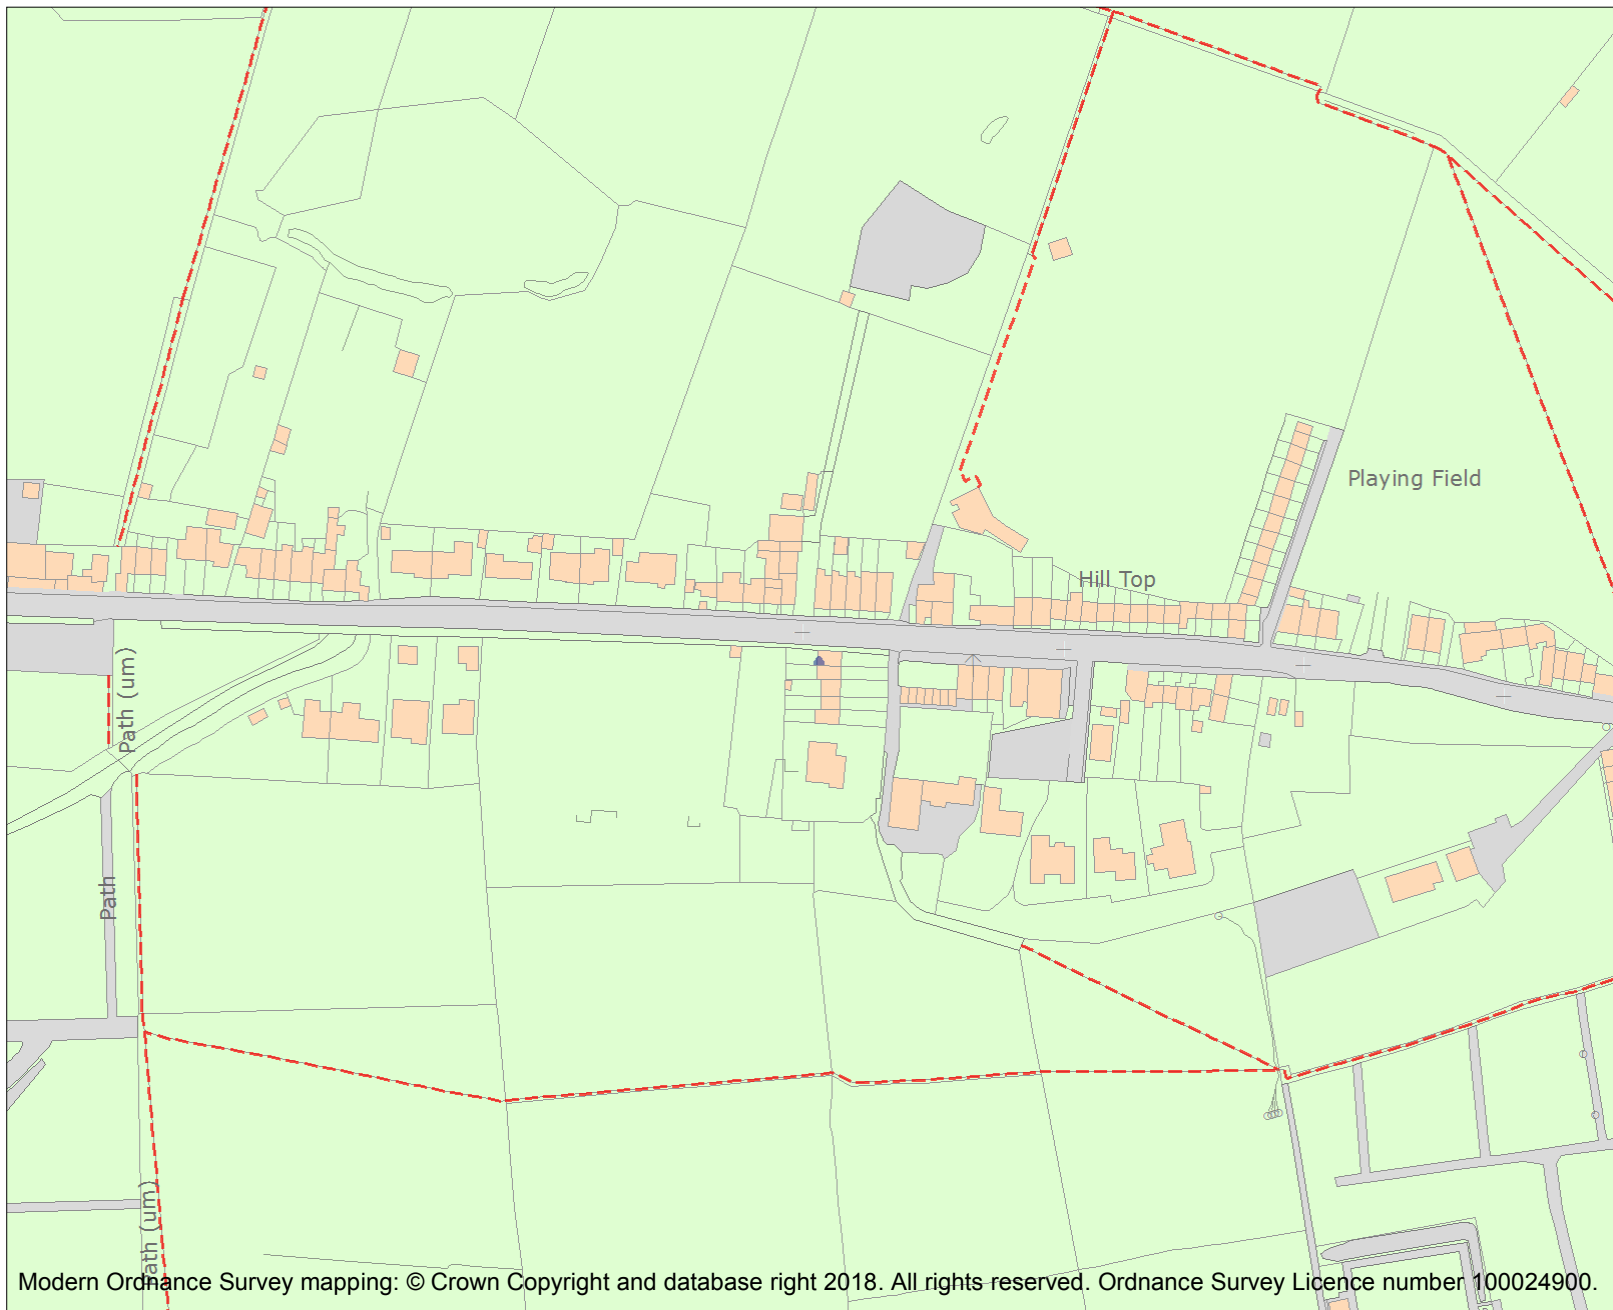 Playing Field
Hill Top
Path (um)
Path
Path (um)
Modern Ordnance Survey mapping: © Crown Copyright and database right 2018. All rights reserved. Ordnance Survey Licence number 100024900.